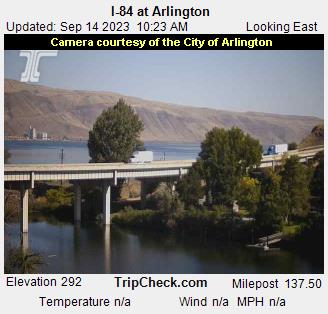 I-84 at Arlington
Updated: Sep 14 2023 10:23 AM Looking East
Camera courtesy of the City of Arlington
Elevation 292 TripCheck.com Milepost 137.50
Temperature n/a Wind n/a MPH n/a